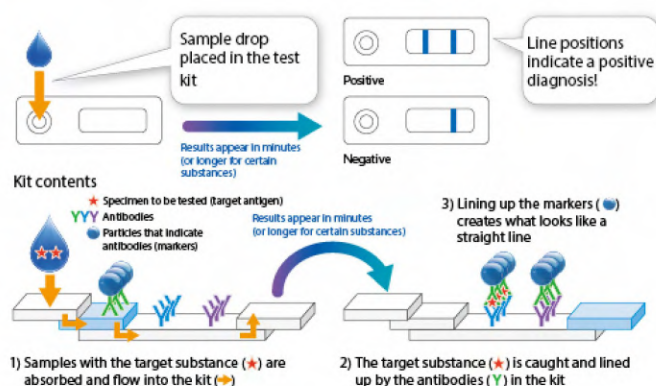 Sample drop
placed in the test
kit
Positive
Line positions
indicate a positive
diagnosis!
Results appear in minutes
(or longer for certain
substances)
Negative
Kit contents
Specimen to be tested (target antigen)
Antibodies
Particles that indicate
antibodies (markers)
Results appear in minutes
(or longer for certain substances)
3) Lining up the markers ( )
creates what looks like a
straight line
1) Samples with the target substance (★) are
absorbed and flow into the kit (➔)
2) The target substance (★) is caught and lined
up by the antibodies (Y) in the kit